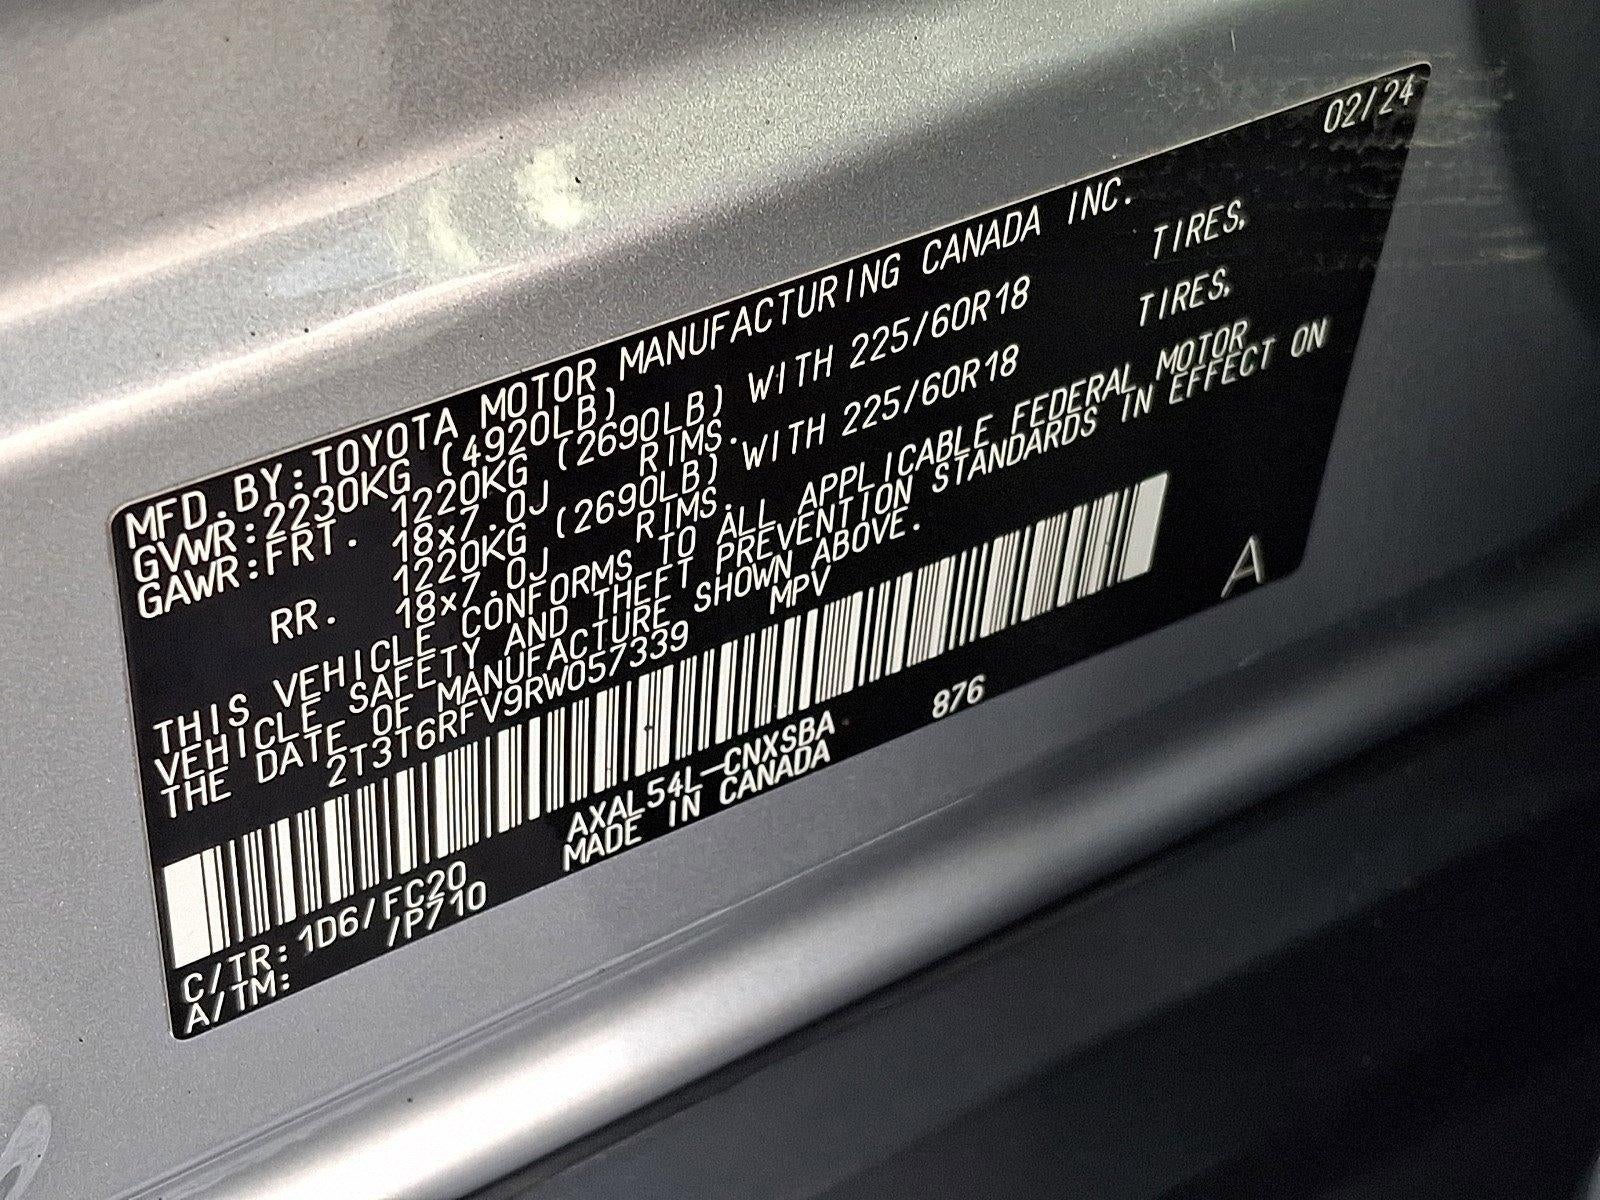 02/24
MFD.BY:TOYOTA MOTOR MANUFACTURING CANADA INC.
GVWR:2230KG (4920LB)
GAWR:FRT. 1220KG (2690LB) WITH 225/60R18 TIRES,
18x7.0J RIMS.
RR. 1220KG (2690LB) WITH 225/60R18 TIRES,
18x7.0J RIMS.
THIS VEHICLE CONFORMS TO ALL APPLICABLE FEDERAL MOTOR
VEHICLE SAFETY AND THEFT PREVENTION STANDARDS IN EFFECT ON
THE DATE OF MANUFACTURE SHOWN ABOVE.
2T3T6RFV9RW057339 MPV
A
C/TR: 1D6/FC20 AXAL54L-CNXSBA 876
A/TM: /P710 MADE IN CANADA